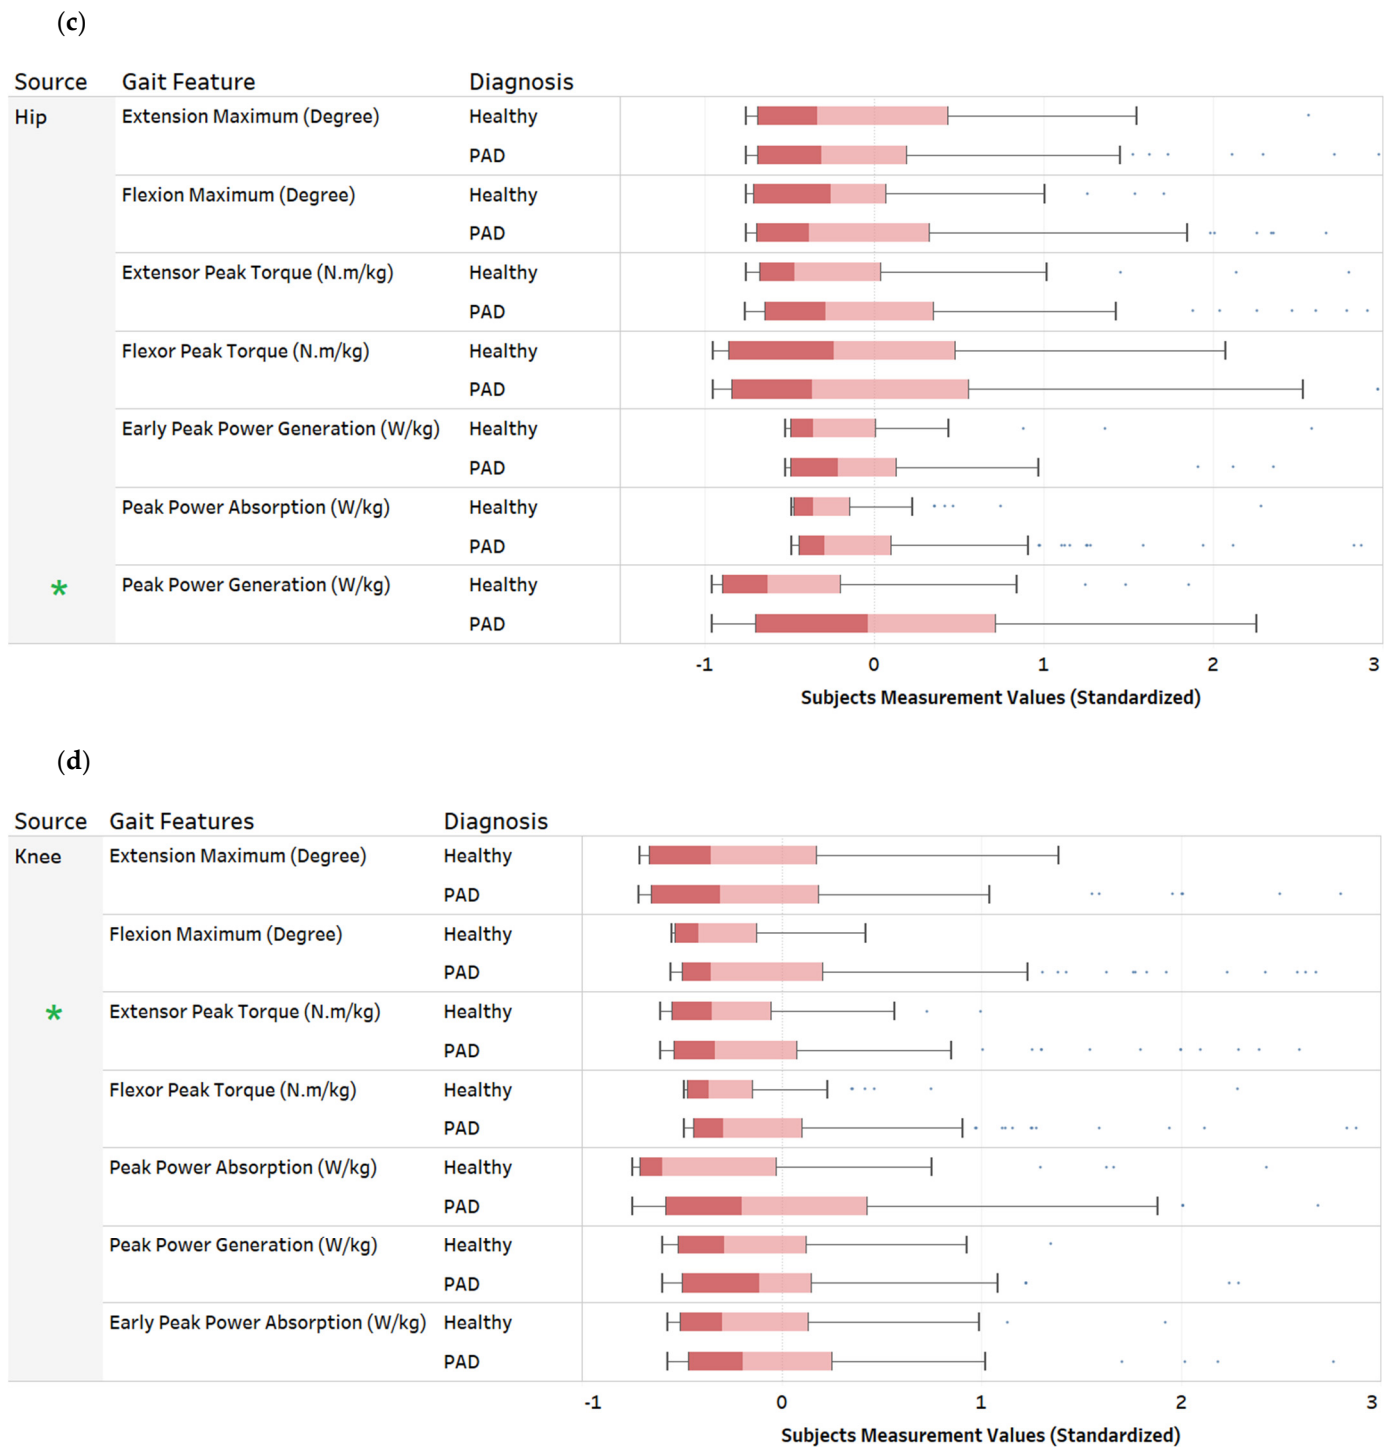 (c)
Source Gait Feature Diagnosis
Hip Extension Maximum (Degree) Healthy
PAD
Flexion Maximum (Degree) Healthy
PAD
Extensor Peak Torque (N.m/kg) Healthy
PAD
Flexor Peak Torque (N.m/kg) Healthy
PAD
Early Peak Power Generation (W/kg) Healthy
PAD
Peak Power Absorption (W/kg) Healthy
PAD
* Peak Power Generation (W/kg) Healthy
PAD
-1 0 1 2 3
Subjects Measurement Values (Standardized)
(d)
Source Gait Features Diagnosis
Knee Extension Maximum (Degree) Healthy
PAD
Flexion Maximum (Degree) Healthy
PAD
* Extensor Peak Torque (N.m/kg) Healthy
PAD
Flexor Peak Torque (N.m/kg) Healthy
PAD
Peak Power Absorption (W/kg) Healthy
PAD
Peak Power Generation (W/kg) Healthy
PAD
Early Peak Power Absorption (W/kg) Healthy
PAD
-1 0 1 2 3
Subjects Measurement Values (Standardized)